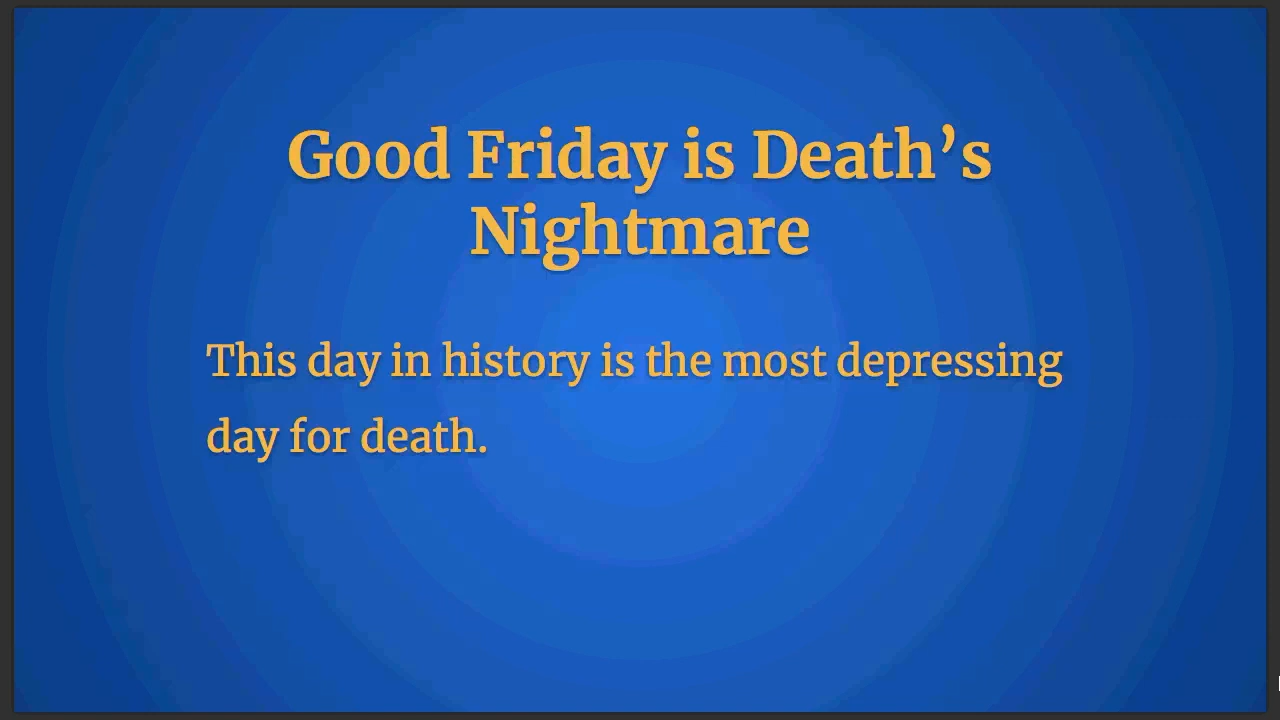 Good Friday is Death’s
Nightmare
This day in history is the most depressing
day for death.